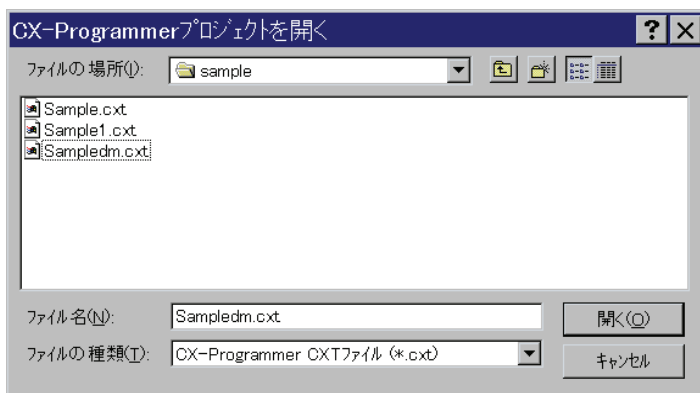 CX-Programmerﾌﾟﾛｼﾞｪｸﾄを開く
ﾌｧｲﾙの場所(I): sample
Sample.cxt
Sample1.cxt
Sampledm.cxt
ﾌｧｲﾙ名(N): Sampledm.cxt 開く(O)
ﾌｧｲﾙの種類(T): CX-Programmer CXTﾌｧｲﾙ (*.cxt) ｷｬﾝｾﾙ